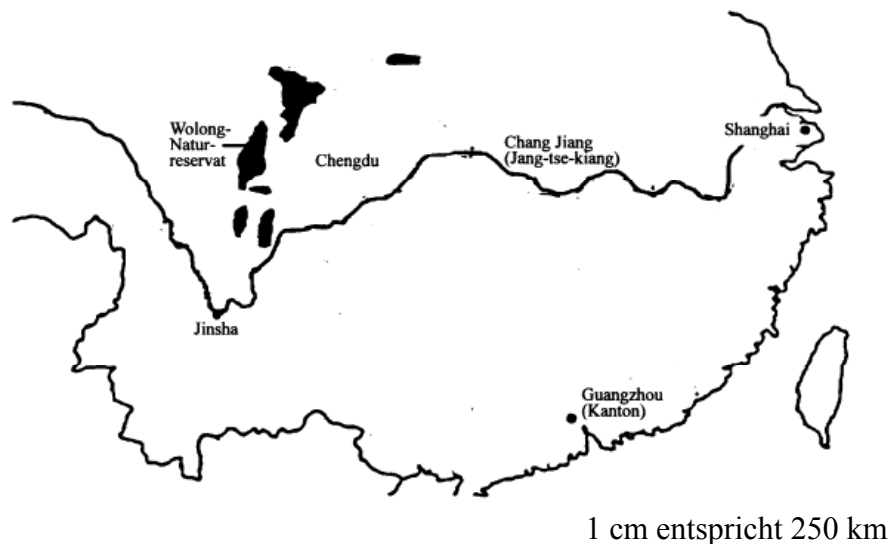 Shanghai
Wolong-
Natur-
reservat
Chengdu
Chang Jiang
(Jang-tse-kiang)
Jinsha
Guangzhou
(Kanton)
1 cm entspricht 250 km